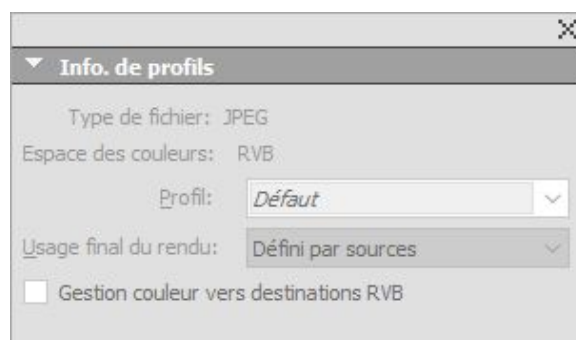 Info. de profils
Type de fichier: JPEG
Espace des couleurs: RVB
Profil: Défaut
Usage final du rendu: Défini par sources
Gestion couleur vers destinations RVB